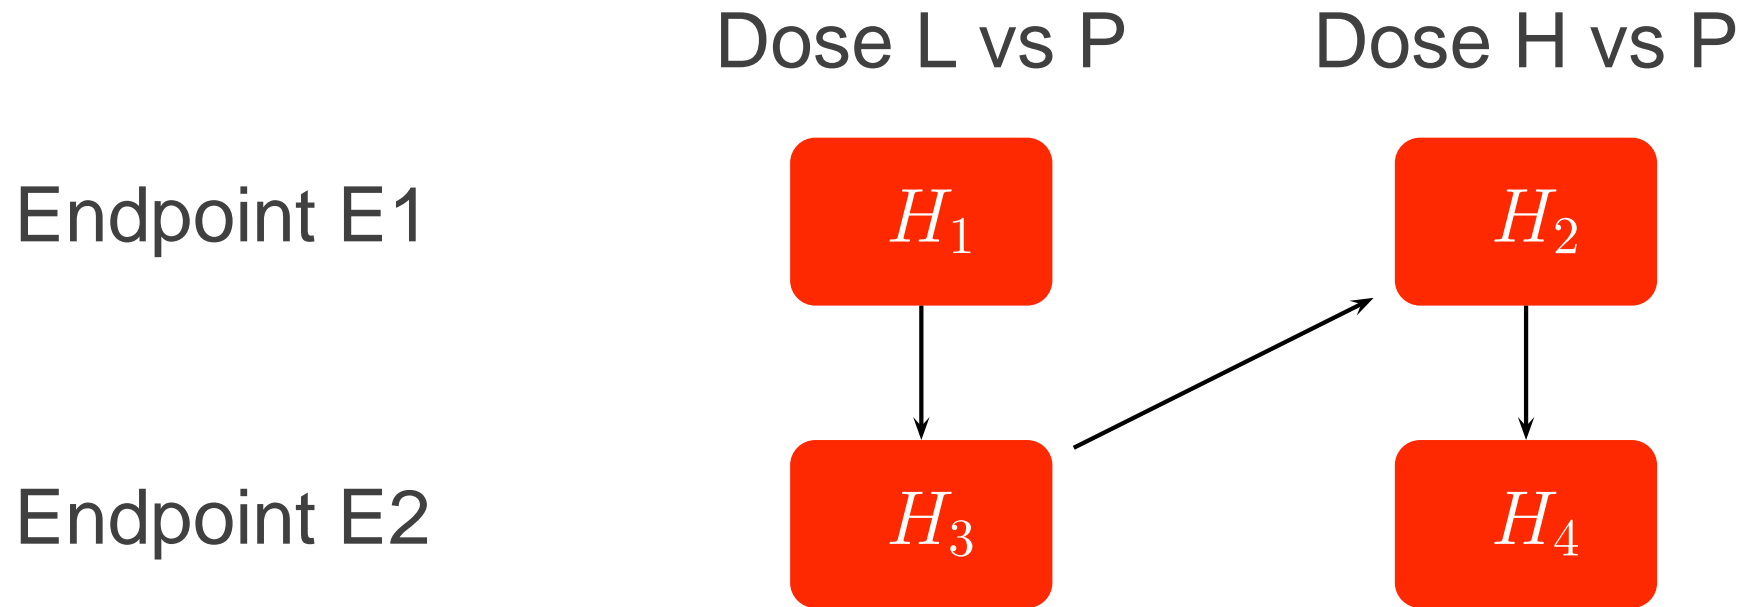 Dose L vs P Dose H vs P
Endpoint E1 H₁ H₂
Endpoint E2 H₃ H₄